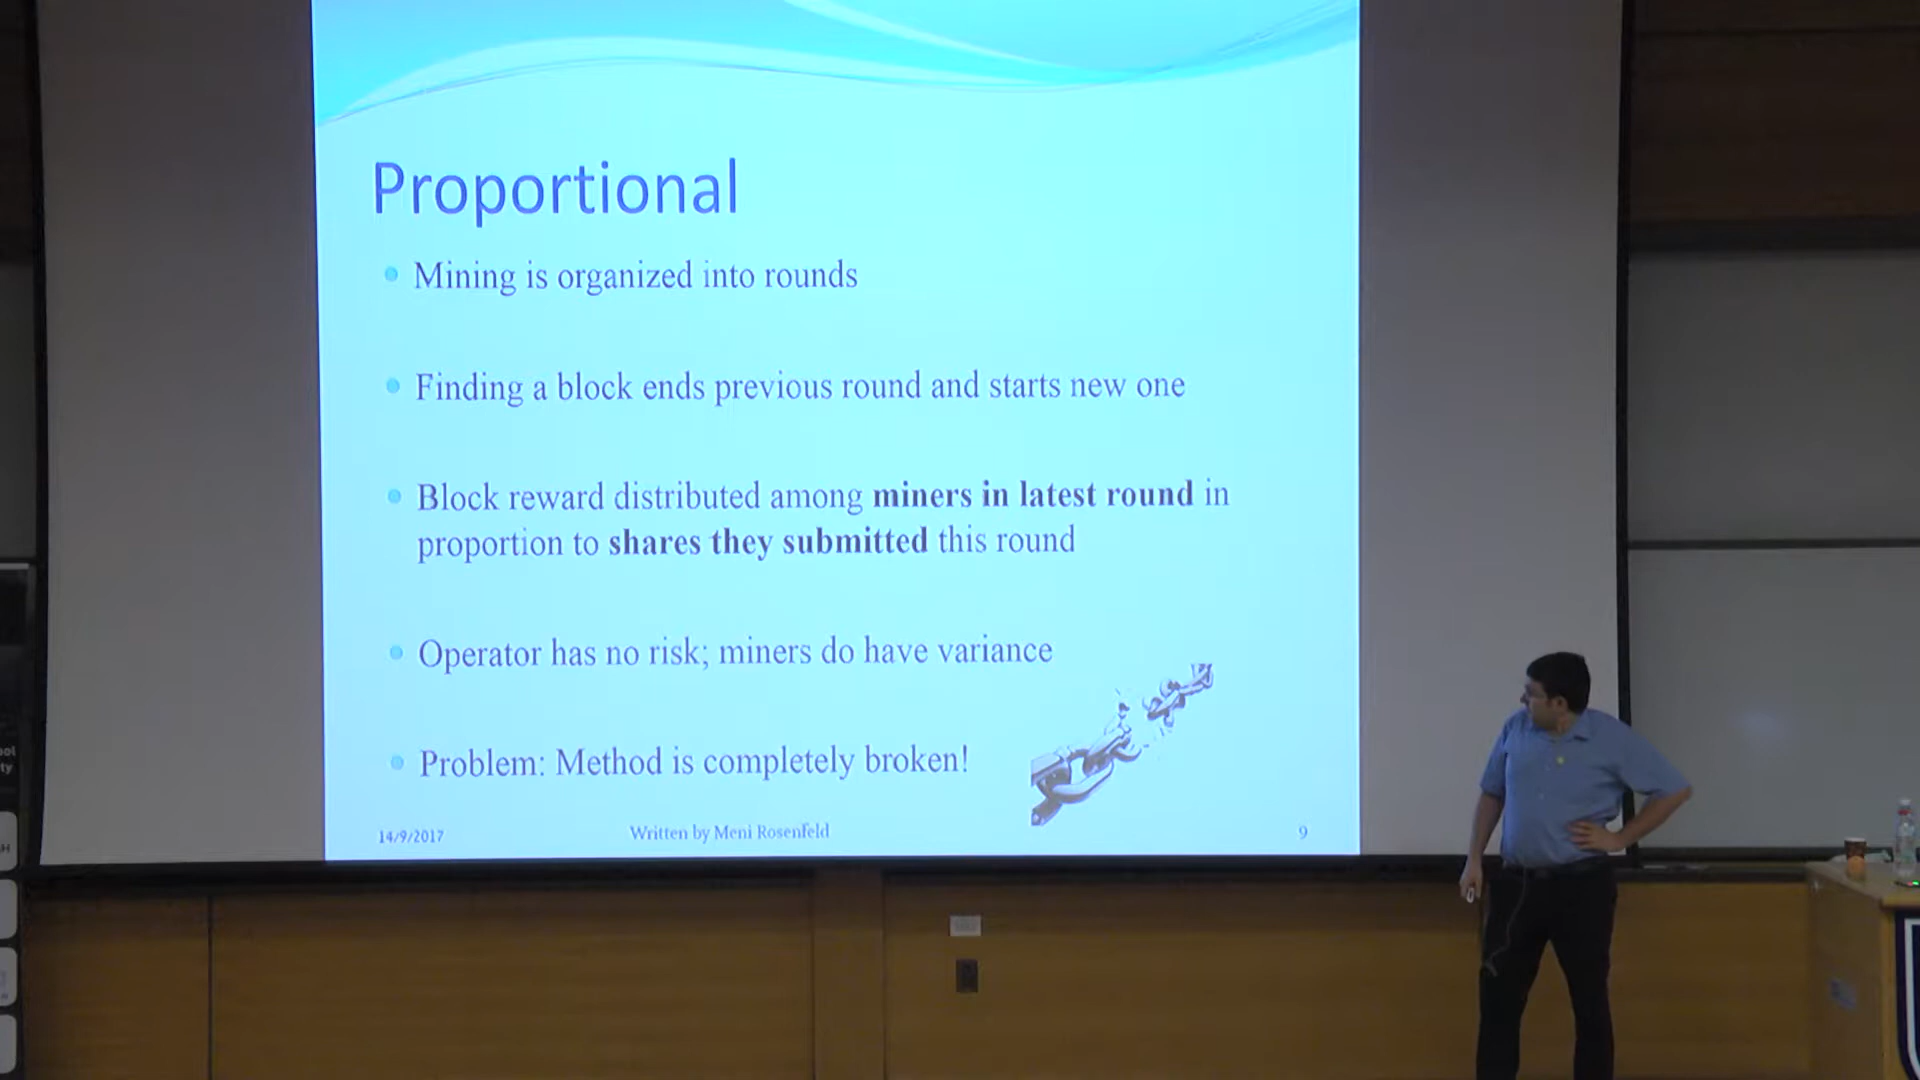 Proportional
Mining is organized into rounds
Finding a block ends previous round and starts new one
Block reward distributed among miners in latest round in
proportion to shares they submitted this round
Operator has no risk; miners do have variance
Problem: Method is completely broken!
14/9/2017
Written by Meni Rosenfeld
9
ool
ty